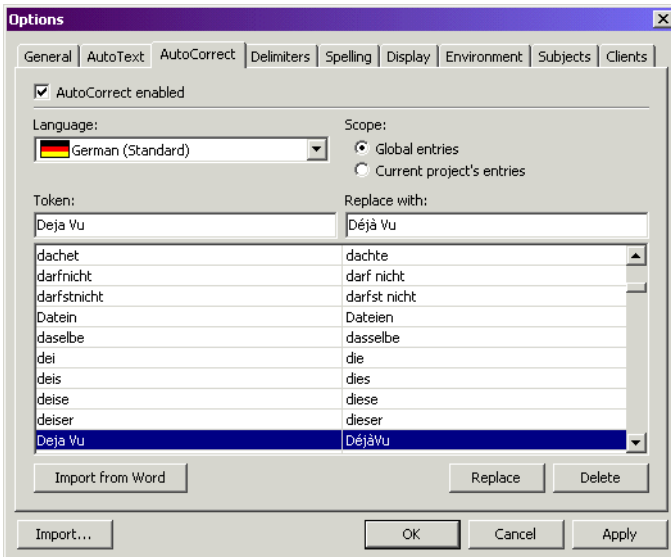 Options
General AutoText AutoCorrect Delimiters Spelling Display Environment Subjects Clients
AutoCorrect enabled
Language: Scope:
German (Standard) Global entries
Current project's entries
Token: Replace with:
Deja Vu Déjà Vu
dachet dachte
darfnicht darf nicht
darfstnicht darfst nicht
Datein Dateien
daselbe dasselbe
dei die
deis dies
deise diese
deiser dieser
Deja Vu DéjàVu
Import from Word Replace Delete
Import... OK Cancel Apply